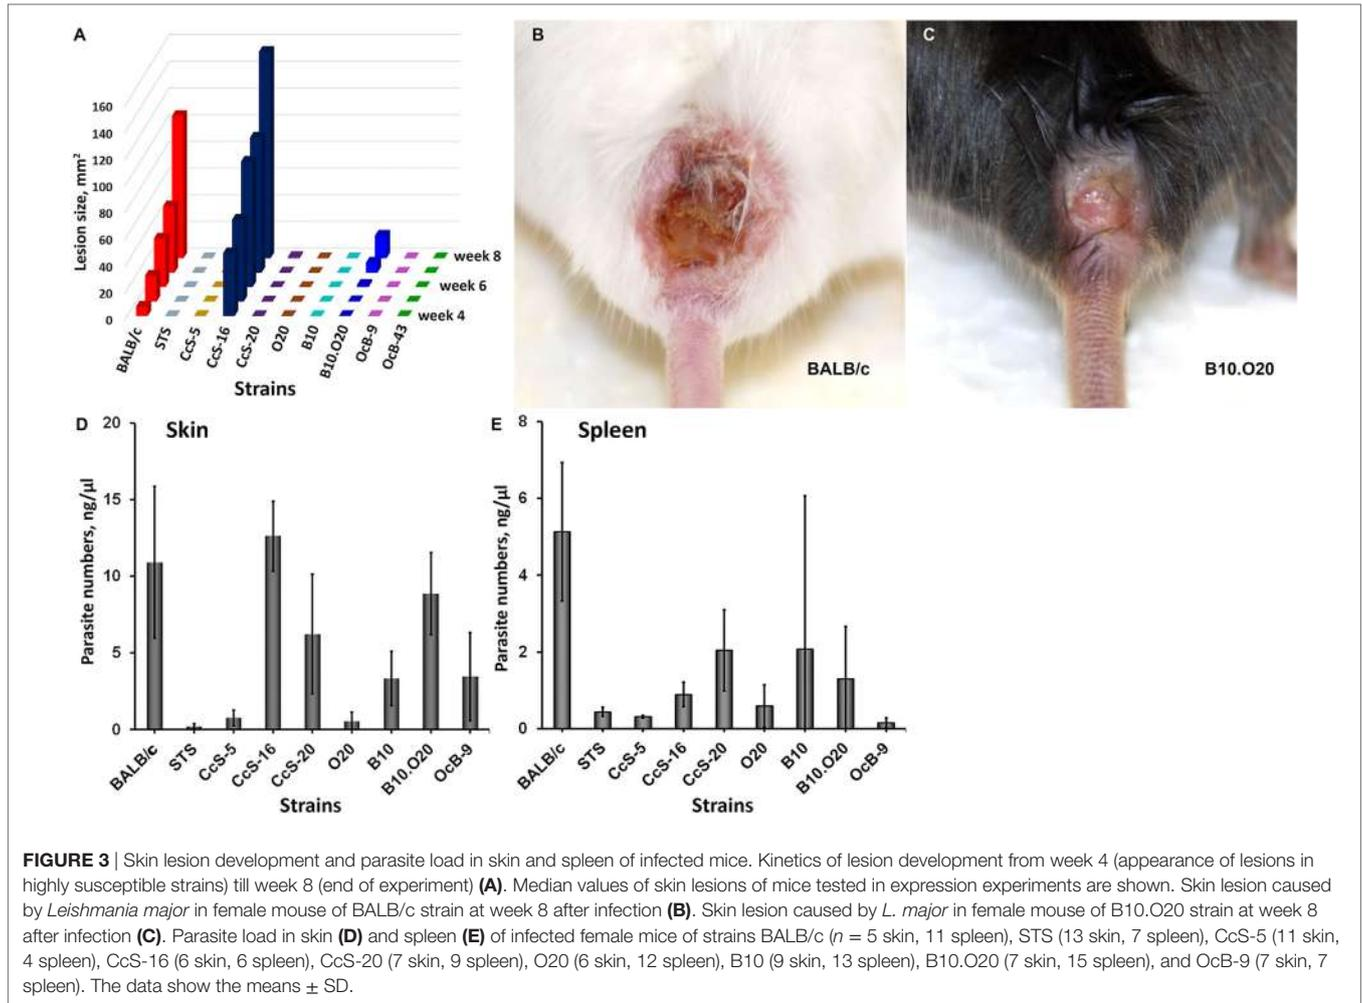 A
160
140
120
100
80
60
40
20
0
Lesion size, mm²
week 8
week 6
week 4
BALB/c
STS
CcS-5
CcS-16
CcS-20
O20
B10
B10.O20
OcB-9
OcB-43
Strains
B
BALB/c
C
B10.O20
D
Skin
20
15
10
5
0
Parasite numbers, ng/µl
BALB/c
STS
CcS-5
CcS-16
CcS-20
O20
B10
B10.O20
OcB-9
Strains
E
Spleen
8
6
4
2
0
Parasite numbers, ng/µl
BALB/c
STS
CcS-5
CcS-16
CcS-20
O20
B10
B10.O20
OcB-9
Strains
FIGURE 3 | Skin lesion development and parasite load in skin and spleen of infected mice. Kinetics of lesion development from week 4 (appearance of lesions in
highly susceptible strains) till week 8 (end of experiment) (A). Median values of skin lesions of mice tested in expression experiments are shown. Skin lesion caused
by Leishmania major in female mouse of BALB/c strain at week 8 after infection (B). Skin lesion caused by L. major in female mouse of B10.O20 strain at week 8
after infection (C). Parasite load in skin (D) and spleen (E) of infected female mice of strains BALB/c (n = 5 skin, 11 spleen), STS (13 skin, 7 spleen), CcS-5 (11 skin,
4 spleen), CcS-16 (6 skin, 6 spleen), CcS-20 (7 skin, 9 spleen), O20 (6 skin, 12 spleen), B10 (9 skin, 13 spleen), B10.O20 (7 skin, 15 spleen), and OcB-9 (7 skin, 7
spleen). The data show the means ± SD.